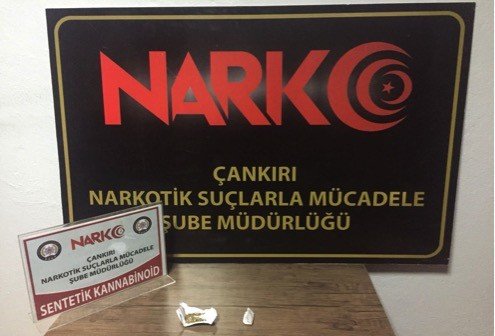 NARKO
ÇANKIRI
NARKOTİK SUÇLARLA MÜCADELE
ŞUBE MÜDÜRLÜĞÜ
NARKO
ÇANKIRI
NARKOTİK SUÇLARLA MÜCADELE
ŞUBE MÜDÜRLÜĞÜ
SENTETİK KANNABİNOİD